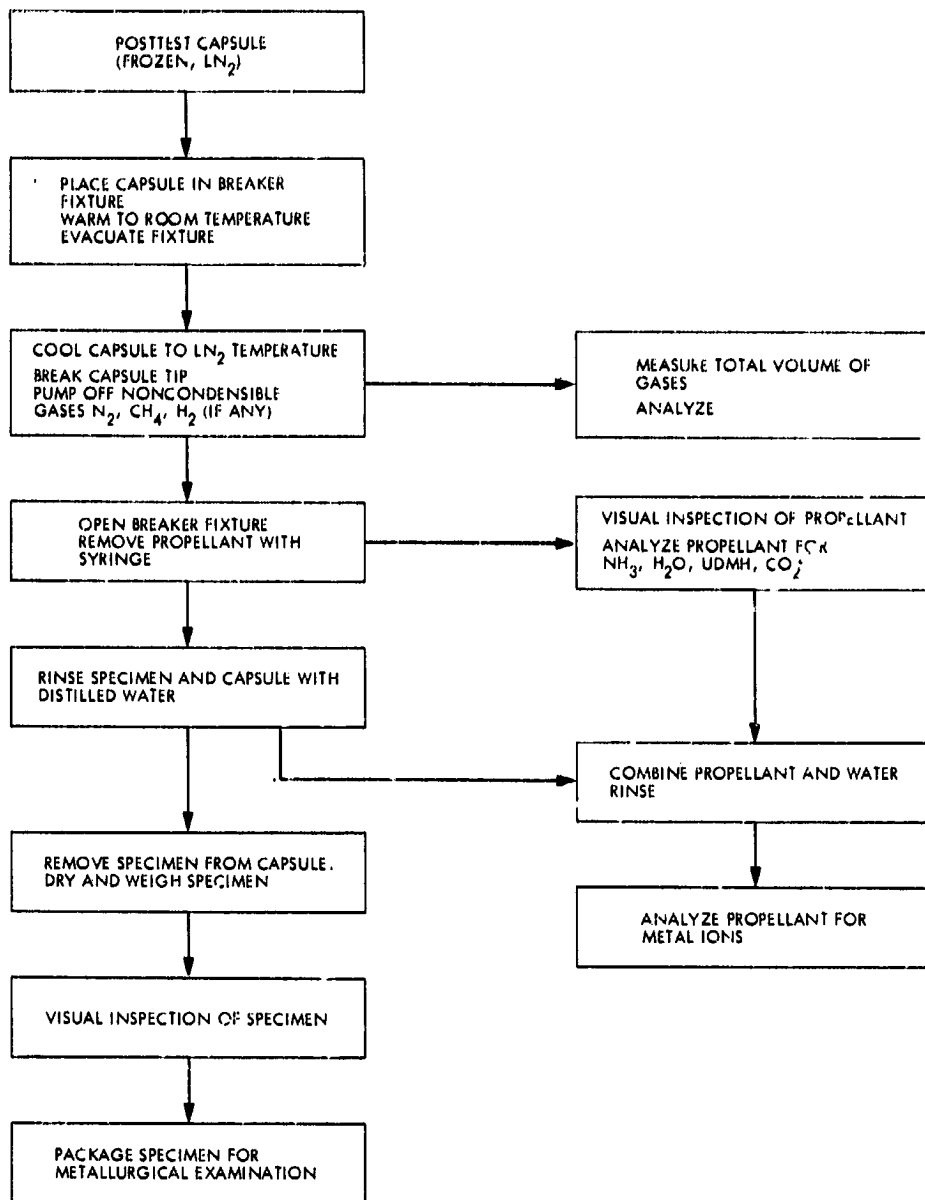 POSTTEST CAPSULE
(FROZEN, LN₂)
PLACE CAPSULE IN BREAKER
FIXTURE
WARM TO ROOM TEMPERATURE
EVACUATE FIXTURE
COOL CAPSULE TO LN₂ TEMPERATURE
BREAK CAPSULE TIP
PUMP OFF NONCONDENSIBLE
GASES N₂, CH₄, H₂ (IF ANY)
MEASURE TOTAL VOLUME OF
GASES
ANALYZE
OPEN BREAKER FIXTURE
REMOVE PROPELLANT WITH
SYRINGE
VISUAL INSPECTION OF PROPELLANT
ANALYZE PROPELLANT FOR
NH₃, H₂O, UDMH, CO₂
RINSE SPECIMEN AND CAPSULE WITH
DISTILLED WATER
COMBINE PROPELLANT AND WATER
RINSE
REMOVE SPECIMEN FROM CAPSULE.
DRY AND WEIGH SPECIMEN
ANALYZE PROPELLANT FOR
METAL IONS
VISUAL INSPECTION OF SPECIMEN
PACKAGE SPECIMEN FOR
METALLURGICAL EXAMINATION